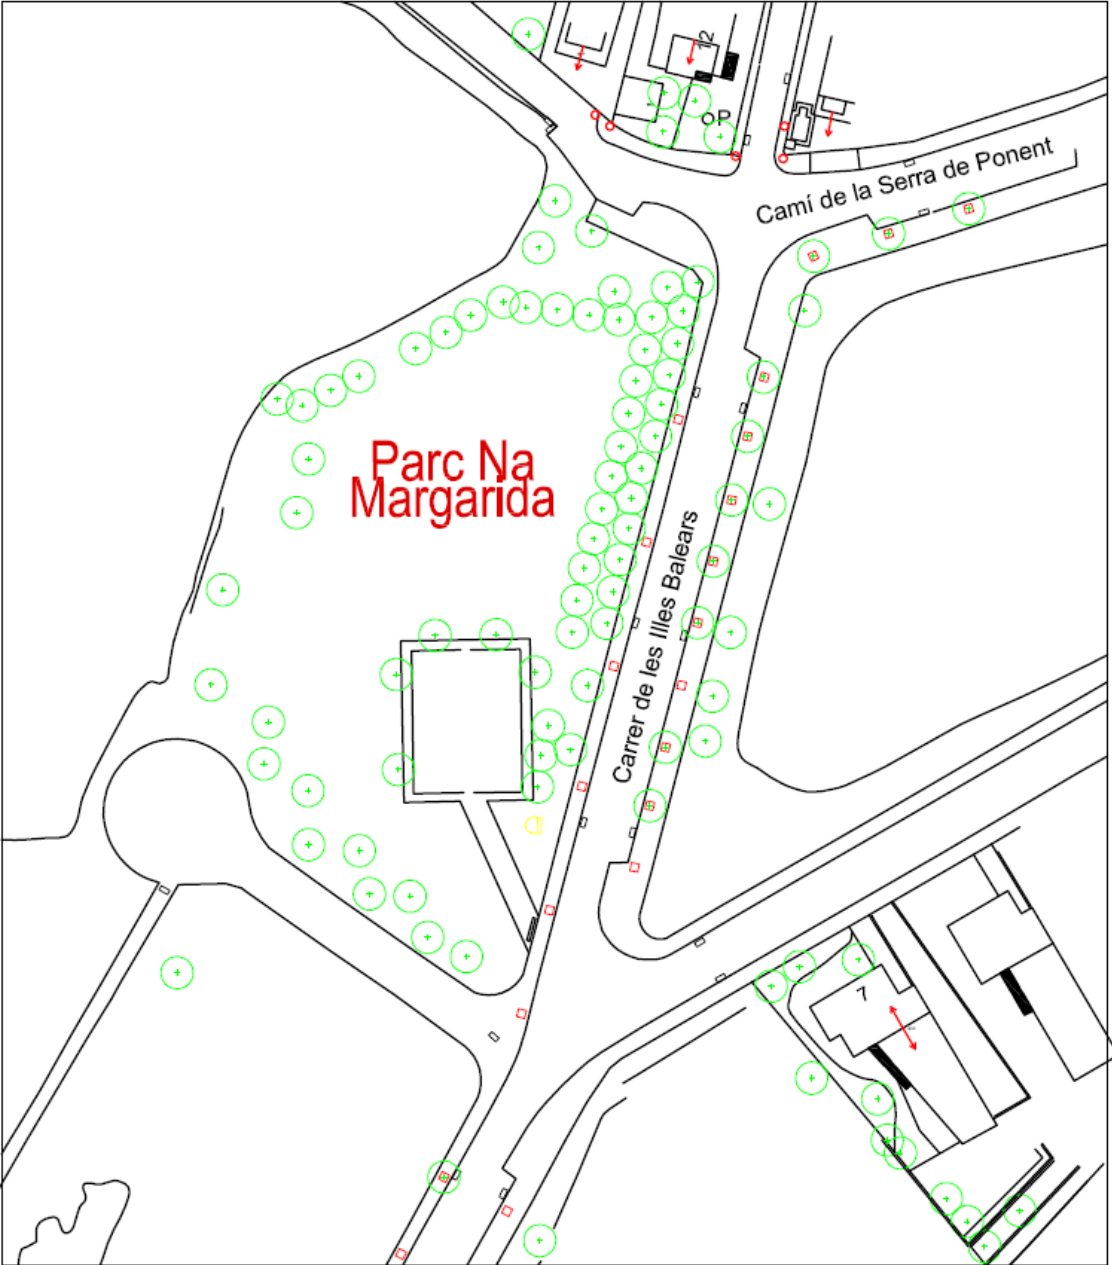 12
P
Camí de la Serra de Ponent
Parc Na
Margarida
Carrer de les Illes Balears
7